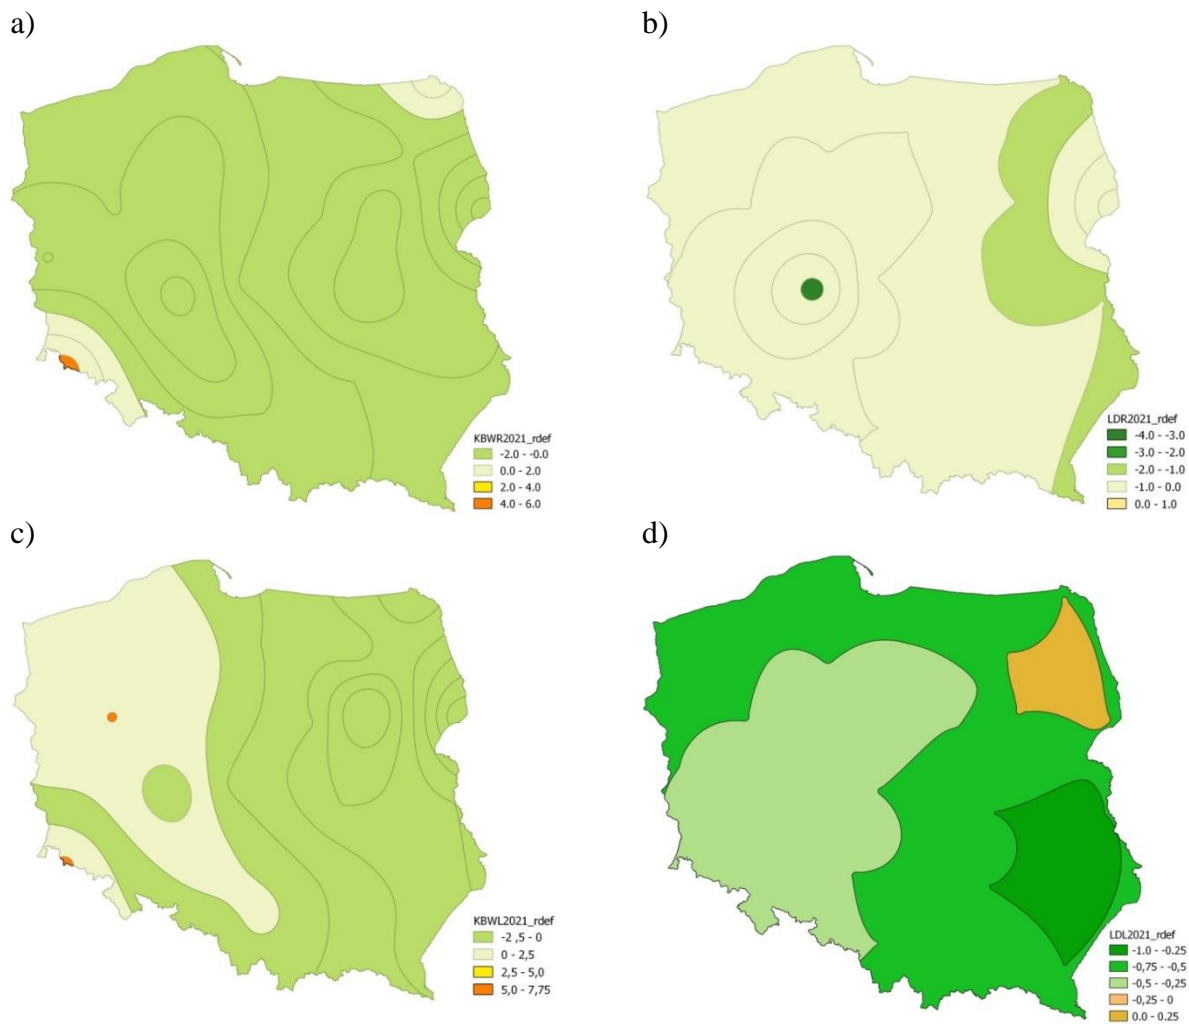 a)
b)
KBWR2021_rdef
-2.0 - -0.0
0.0 - 2.0
2.0 - 4.0
4.0 - 6.0
LDR2021_rdef
-4.0 - -3.0
-3.0 - -2.0
-2.0 - -1.0
-1.0 - 0.0
0.0 - 1.0
c)
d)
KBWL2021_rdef
-2 ,5 - 0
0 - 2,5
2,5 - 5,0
5,0 - 7,75
LDL2021_rdef
-1.0 - -0.25
-0,75 - -0,5
-0,5 - -0,25
-0,25 - 0
0.0 - 0.25